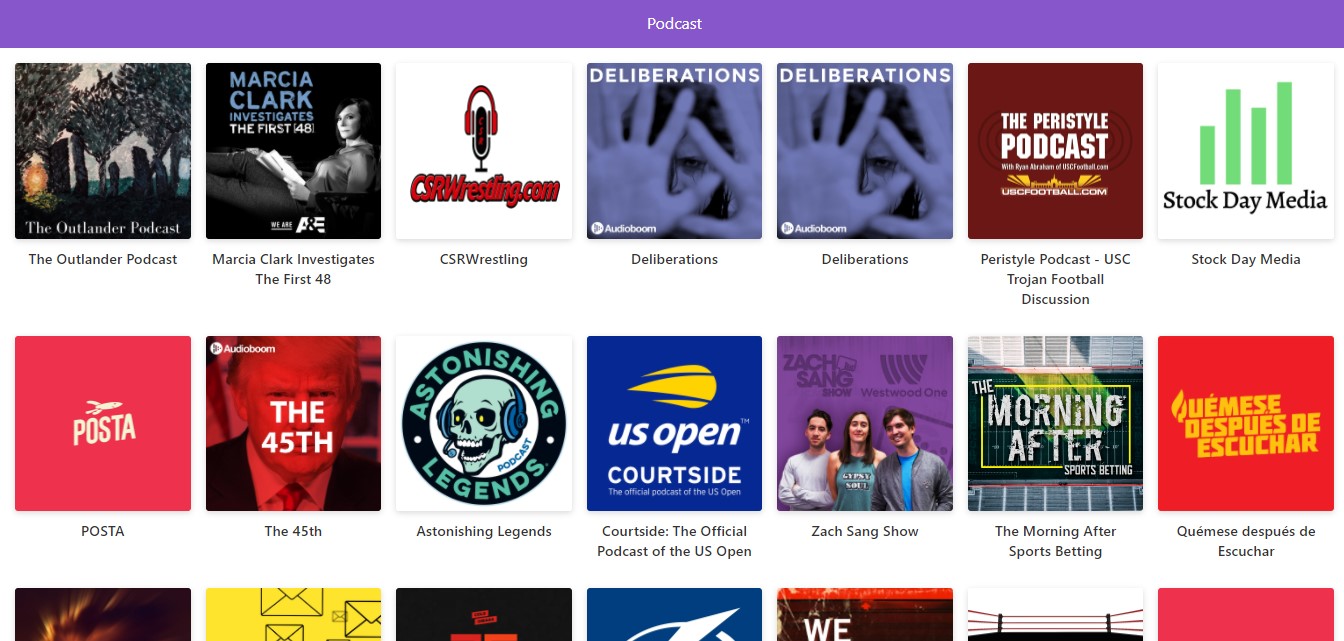 Podcast
The Outlander Podcast
MARCIA
CLARK
INVESTIGATES
THE FIRST 48
WE ARE A&E
CSR
CSRWrestling.com
DELIBERATIONS
Audioboom
DELIBERATIONS
Audioboom
THE PERISTYLE
PODCAST
With Ryan Abraham of USCFootball.com
USCFOOTBALL.COM
Stock Day Media
The Outlander Podcast
Marcia Clark Investigates
The First 48
CSRWrestling
Deliberations
Deliberations
Peristyle Podcast - USC
Trojan Football
Discussion
Stock Day Media
POSTA
Audioboom
THE
45TH
ASTONISHING
LEGENDS
PODCAST
us open™
COURTSIDE
The official podcast of the US Open
ZACH
SANG
SHOW
Westwood One
GYPSY
SOUL
THE
MORNING
AFTER
SPORTS BETTING
QUÉMESE
DESPUÉS DE
ESCUCHAR
POSTA
The 45th
Astonishing Legends
Courtside: The Official
Podcast of the US Open
Zach Sang Show
The Morning After
Sports Betting
Quémese después de
Escuchar
WE